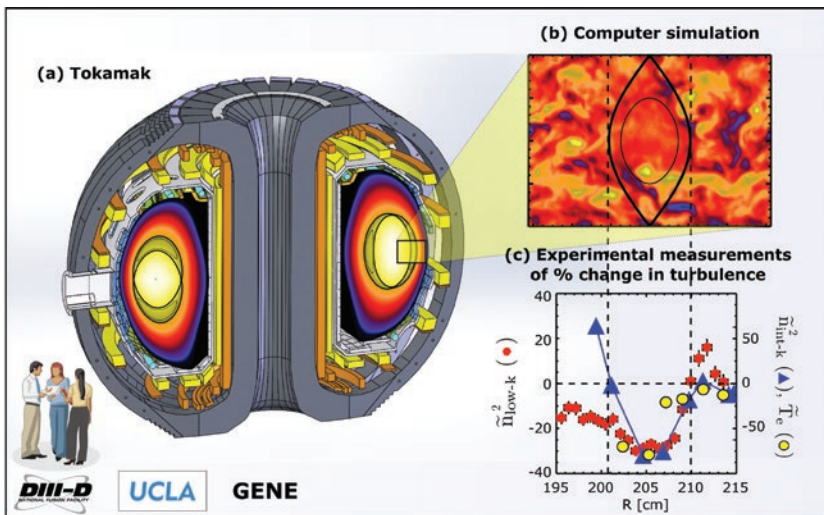 (a) Tokamak
(b) Computer simulation
(c) Experimental measurements
of % change in turbulence
40
20
0
-20
-40
50
0
-50
195 200 205 210 215
R [cm]
ñ²low-k (●)
ñ²int-k (▲), T̃e (●)
DIII-D
NATIONAL FUSION FACILITY
UCLA
GENE